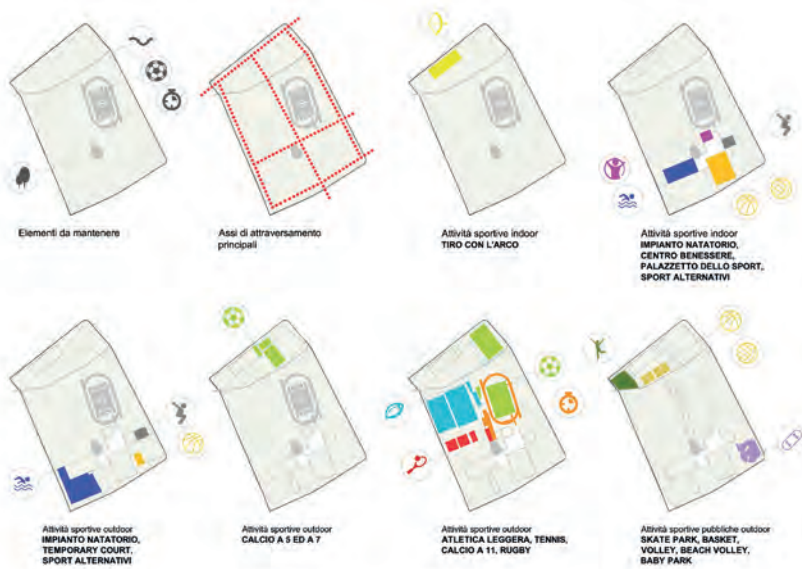 Elementi da mantenere
Assi di attraversamento
principali
Attività sportive indoor
TIRO CON L'ARCO
Attività sportive indoor
IMPIANTO NATATORIO,
CENTRO BENESSERE,
PALAZZETTO DELLO SPORT,
SPORT ALTERNATIVI
Attività sportive outdoor
IMPIANTO NATATORIO,
TEMPORARY COURT,
SPORT ALTERNATIVI
Attività sportive outdoor
CALCIO A 5 ED A 7
Attività sportive outdoor
ATLETICA LEGGERA, TENNIS,
CALCIO A 11, RUGBY
Attività sportive pubbliche outdoor
SKATE PARK, BASKET,
VOLLEY, BEACH VOLLEY,
BABY PARK